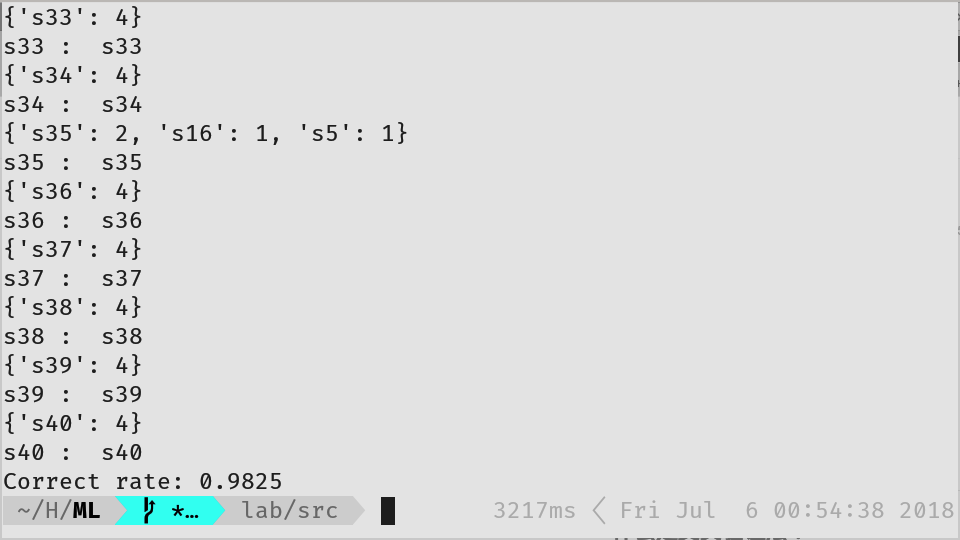 {'s33': 4}
s33 :  s33
{'s34': 4}
s34 :  s34
{'s35': 2, 's16': 1, 's5': 1}
s35 :  s35
{'s36': 4}
s36 :  s36
{'s37': 4}
s37 :  s37
{'s38': 4}
s38 :  s38
{'s39': 4}
s39 :  s39
{'s40': 4}
s40 :  s40
Correct rate: 0.9825
~/H/ML *… lab/src 3217ms Fri Jul  6 00:54:38 2018